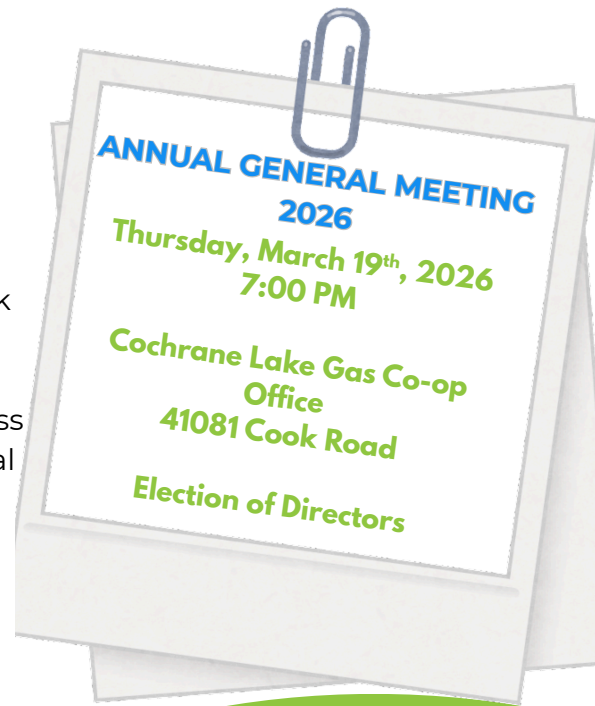 ANNUAL GENERAL MEETING
2026
Thursday, March 19th, 2026
7:00 PM
Cochrane Lake Gas Co-op
Office
41081 Cook Road
Election of Directors